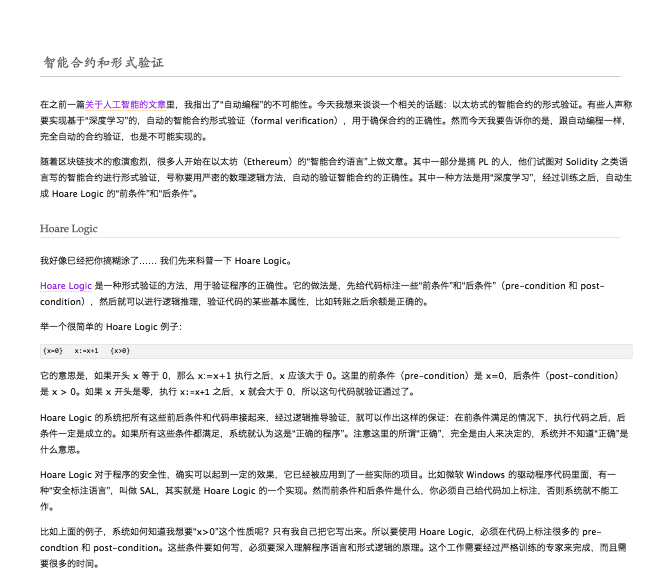 智能合约和形式验证
在之前一篇关于人工智能的文章里，我指出了“自动编程”的不可能性。今天我想来谈谈一个相关的话题：以太坊式的智能合约的形式验证。有些人声称
要实现基于“深度学习”的，自动的智能合约形式验证（formal verification），用于确保合约的正确性。然而今天我要告诉你的是，跟自动编程一样，
完全自动的合约验证，也是不可能实现的。
随着区块链技术的愈演愈烈，很多人开始在以太坊（Ethereum）的“智能合约语言”上做文章。其中一部分是搞 PL 的人，他们试图对 Solidity 之类语
言写的智能合约进行形式验证，号称要用严密的数理逻辑方法，自动的验证智能合约的正确性。其中一种方法是用“深度学习”，经过训练之后，自动生
成 Hoare Logic 的“前条件”和“后条件”。
Hoare Logic
我好像已经把你搞糊涂了…… 我们先来科普一下 Hoare Logic。
Hoare Logic 是一种形式验证的方法，用于验证程序的正确性。它的做法是，先给代码标注一些“前条件”和“后条件”（pre-condition 和 post-
condition），然后就可以进行逻辑推理，验证代码的某些基本属性，比如转账之后余额是正确的。
举一个很简单的 Hoare Logic 例子：
{x=0} x:=x+1 {x>0}
它的意思是，如果开头 x 等于 0，那么 x:=x+1 执行之后，x 应该大于 0。这里的前条件（pre-condition）是 x=0，后条件（post-condition）
是 x > 0。如果 x 开头是零，执行 x:=x+1 之后，x 就会大于 0，所以这句代码就验证通过了。
Hoare Logic 的系统把所有这些前后条件和代码串接起来，经过逻辑推导验证，就可以作出这样的保证：在前条件满足的情况下，执行代码之后，后
条件一定是成立的。如果所有这些条件都满足，系统就认为这是“正确的程序”。注意这里的所谓“正确”，完全是由人来决定的，系统并不知道“正确”是
什么意思。
Hoare Logic 对于程序的安全性，确实可以起到一定的效果，它已经被应用到了一些实际的项目。比如微软 Windows 的驱动程序代码里面，有一
种“安全标注语言”，叫做 SAL，其实就是 Hoare Logic 的一个实现。然而前条件和后条件是什么，你必须自己给代码加上标注，否则系统就不能工
作。
比如上面的例子，系统如何知道我想要“x>0”这个性质呢？只有我自己把它写出来。所以要使用 Hoare Logic，必须在代码上标注很多的 pre-
condtion 和 post-condition。这些条件要如何写，必须要深入理解程序语言和形式逻辑的原理。这个工作需要经过严格训练的专家来完成，而且需
要很多的时间。